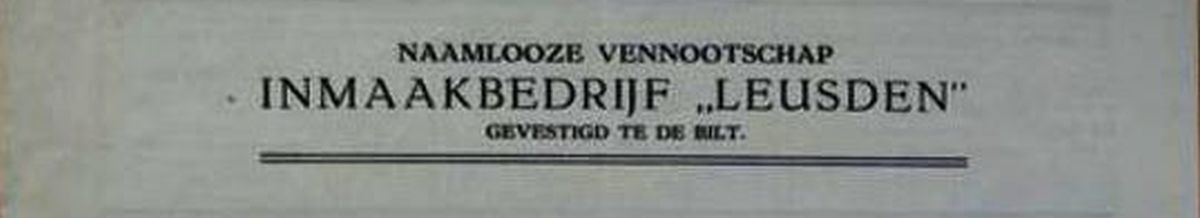 NAAMLOOZE VENNOOTSCHAP
INMAAKBEDRIJF „LEUSDEN"
GEVESTIGD TE DE BILT.